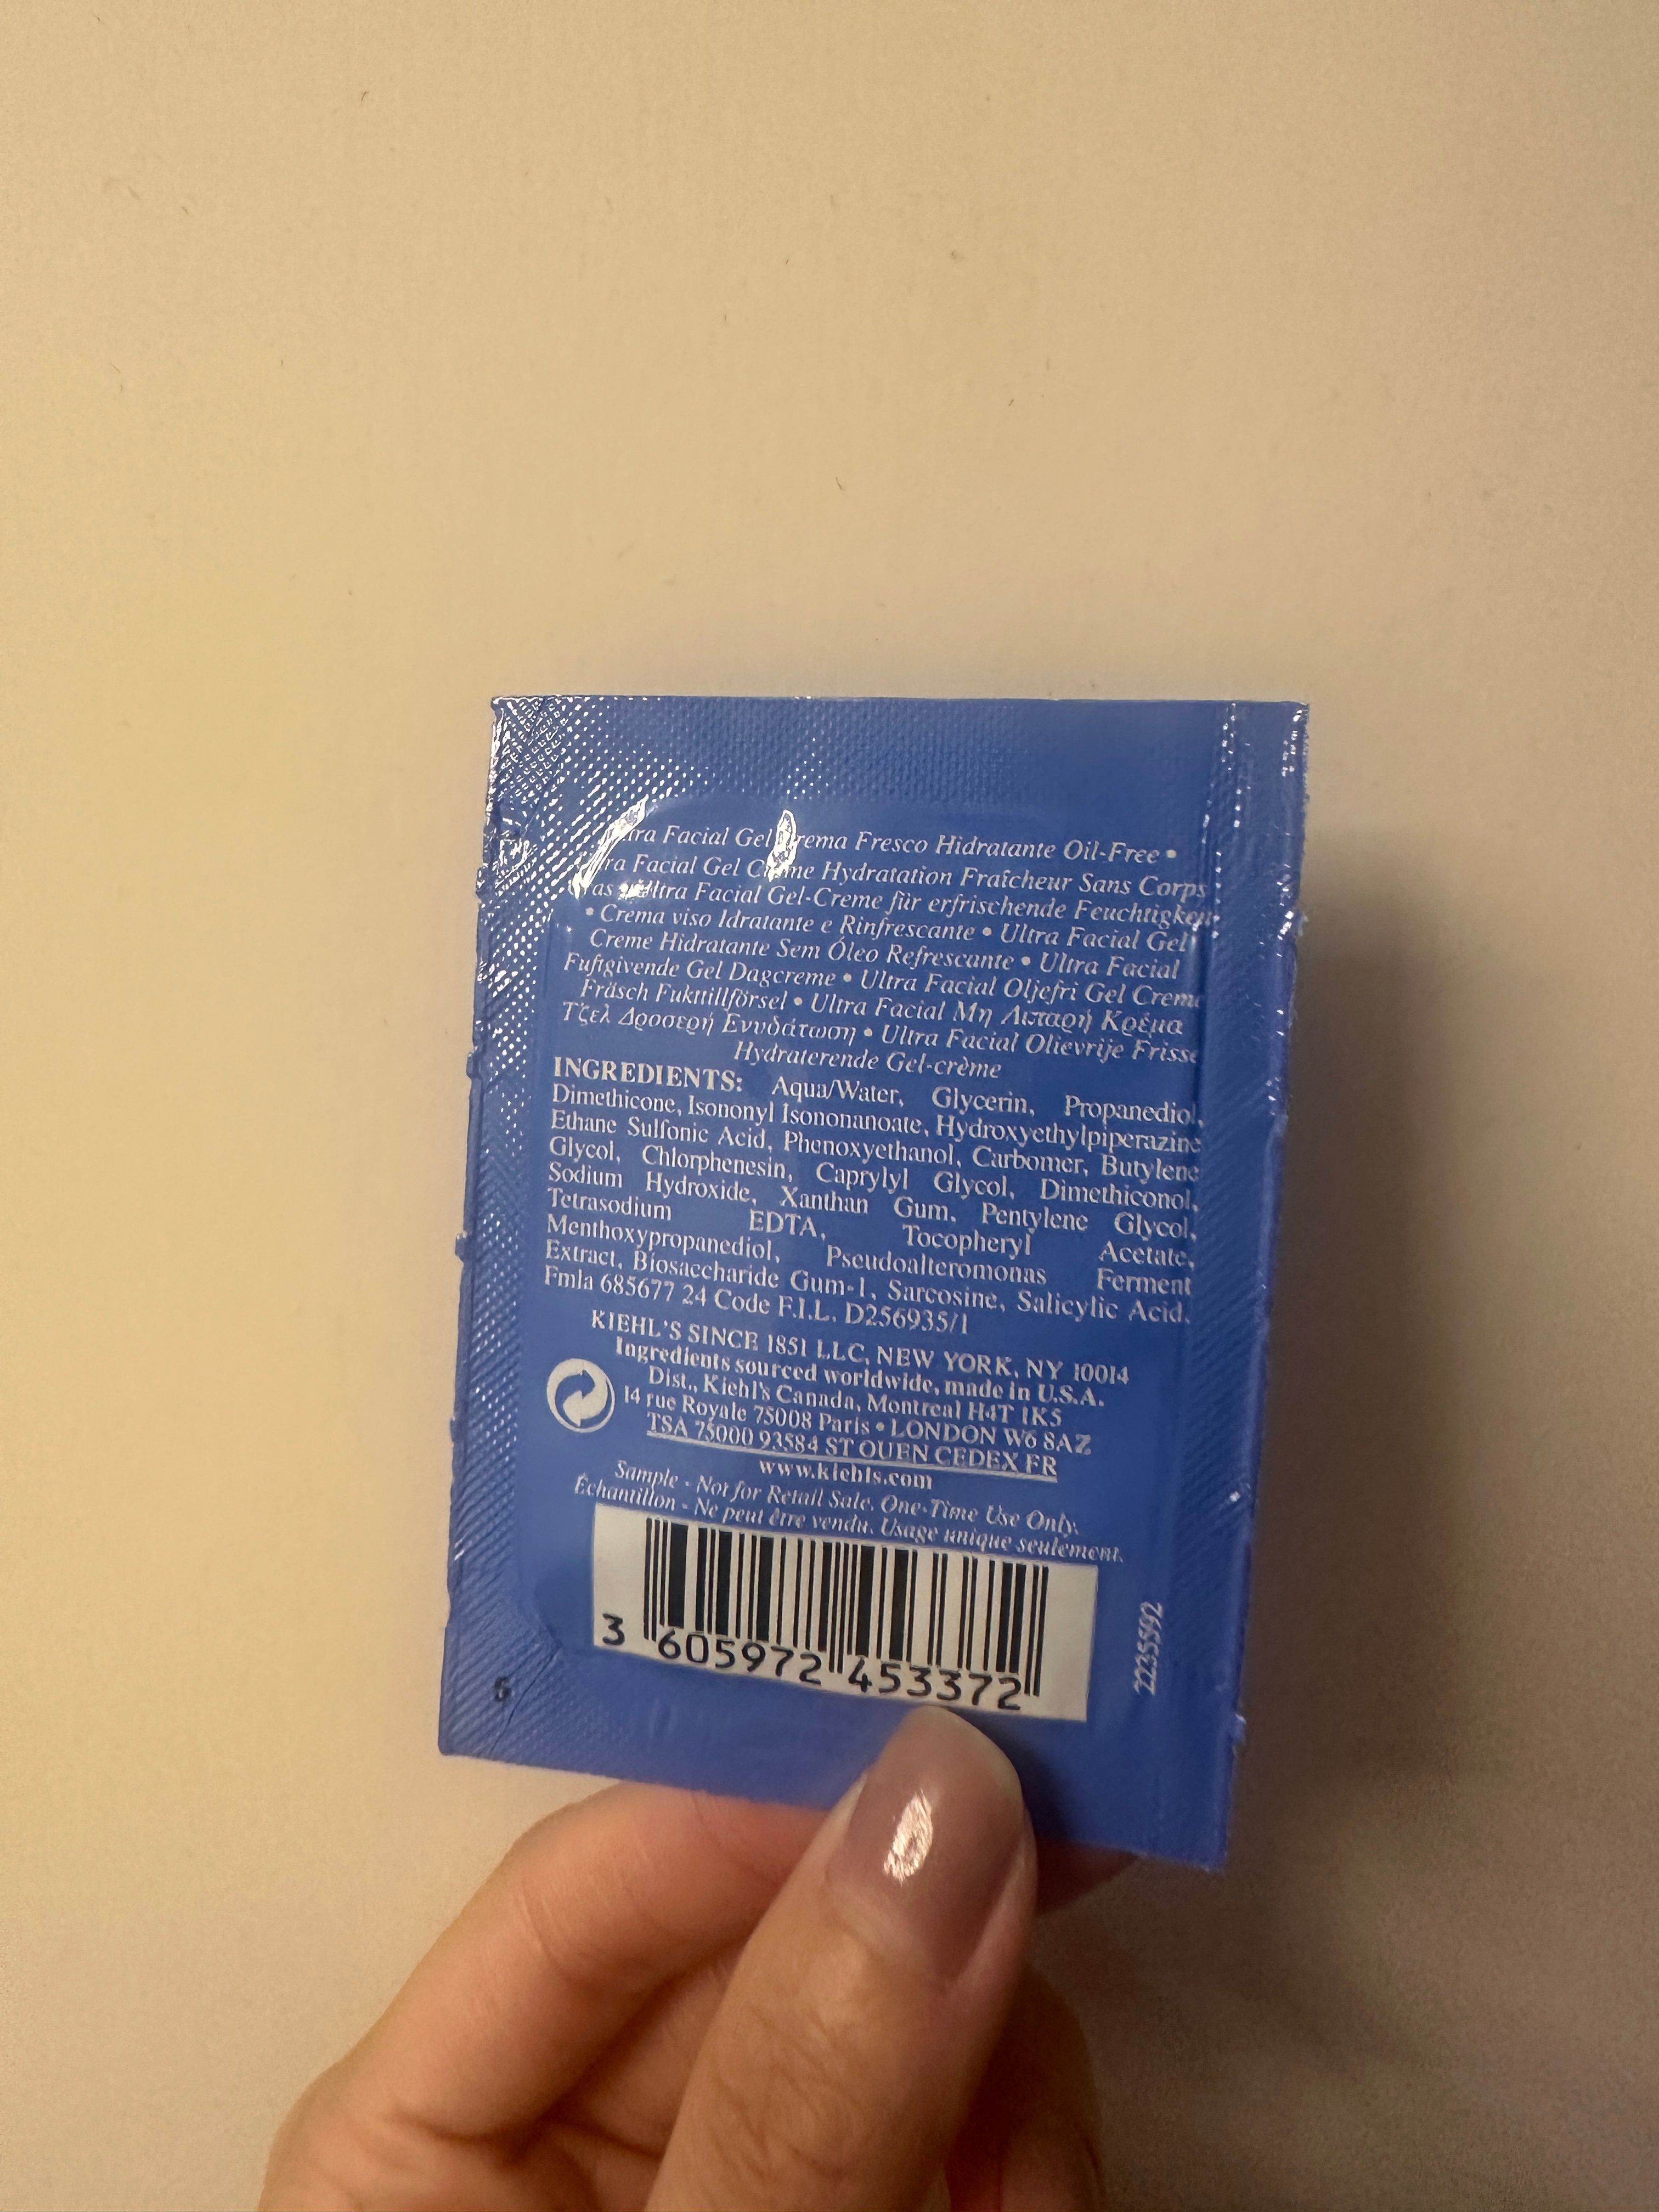 Facial Gel Crema Fresco Hidratante Oil-Free •
Facial Gel Crème Hydratation Fraîcheur Sans Corps
Ultra Facial Gel-Creme für erfrischende Feuchtigkeit
• Crema viso Idratante e Rinfrescante • Ultra Facial Gel
Creme Hidratante Sem Óleo Refrescante • Ultra Facial
Fugtgivende Gel Dagcreme • Ultra Facial Oljefri Gel Creme
Fräsch Fukttillförsel • Ultra Facial Μη Λιπαρή Κρέμα
Τζελ Δροσερή Ενυδάτωση • Ultra Facial Olievrije Frisse
Hydraterende Gel-crème
INGREDIENTS: Aqua/Water, Glycerin, Propanediol,
Dimethicone, Isononyl Isononanoate, Hydroxyethylpiperazine
Ethane Sulfonic Acid, Phenoxyethanol, Carbomer, Butylene
Glycol, Chlorphenesin, Caprylyl Glycol, Dimethiconol,
Sodium Hydroxide, Xanthan Gum, Pentylene Glycol,
Tetrasodium EDTA, Tocopheryl Acetate,
Menthoxypropanediol, Pseudoalteromonas Ferment
Extract, Biosaccharide Gum-1, Sarcosine, Salicylic Acid.
Fmla 685677 24 Code F.I.L. D256935/1
KIEHL'S SINCE 1851 LLC, NEW YORK, NY 10014
Ingredients sourced worldwide, made in U.S.A.
Dist., Kiehl's Canada, Montreal H4T 1K5
14 rue Royale 75008 Paris • LONDON W6 8AZ
TSA 75000 93584 ST OUEN CEDEX FR
www.kiehls.com
Sample - Not for Retail Sale. One-Time Use Only.
Échantillon - Ne peut être vendu. Usage unique seulement.
3 605972 453372
2235592